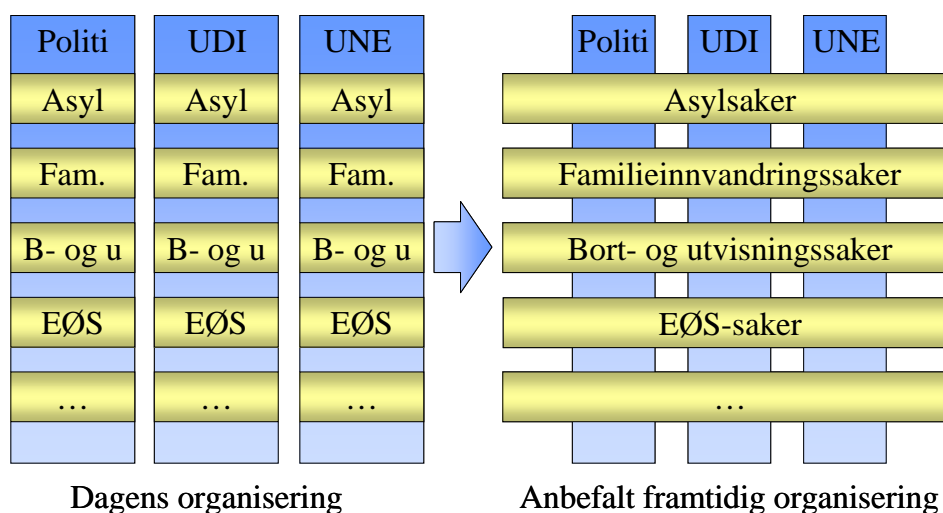 Politi UDI UNE
Asyl Asyl Asyl
Fam. Fam. Fam.
B- og u B- og u B- og u
EØS EØS EØS
… … …
Dagens organisering
Politi UDI UNE
Asylsaker
Familieinnvandringssaker
Bort- og utvisningssaker
EØS-saker
…
Anbefalt framtidig organisering